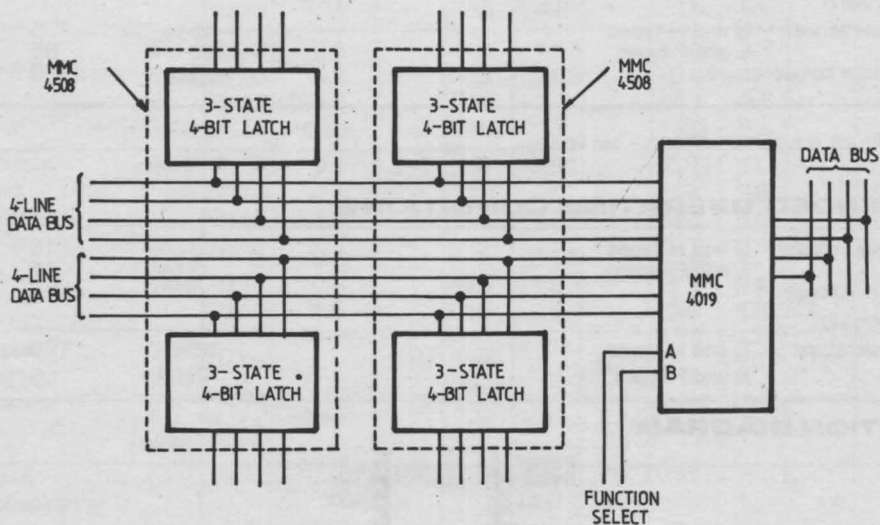 MMC
4508
3-STATE
4-BIT LATCH
3-STATE
4-BIT LATCH
MMC
4508
4-LINE
DATA BUS
4-LINE
DATA BUS
DATA BUS
MMC
4019
A
B
3-STATE
4-BIT LATCH
3-STATE
4-BIT LATCH
FUNCTION
SELECT